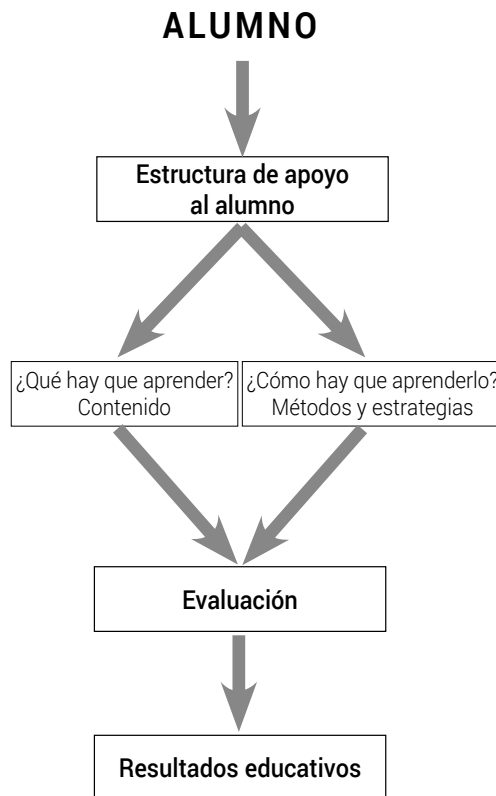 ALUMNO
Estructura de apoyo
al alumno
¿Qué hay que aprender?
Contenido
¿Cómo hay que aprenderlo?
Métodos y estrategias
Evaluación
Resultados educativos